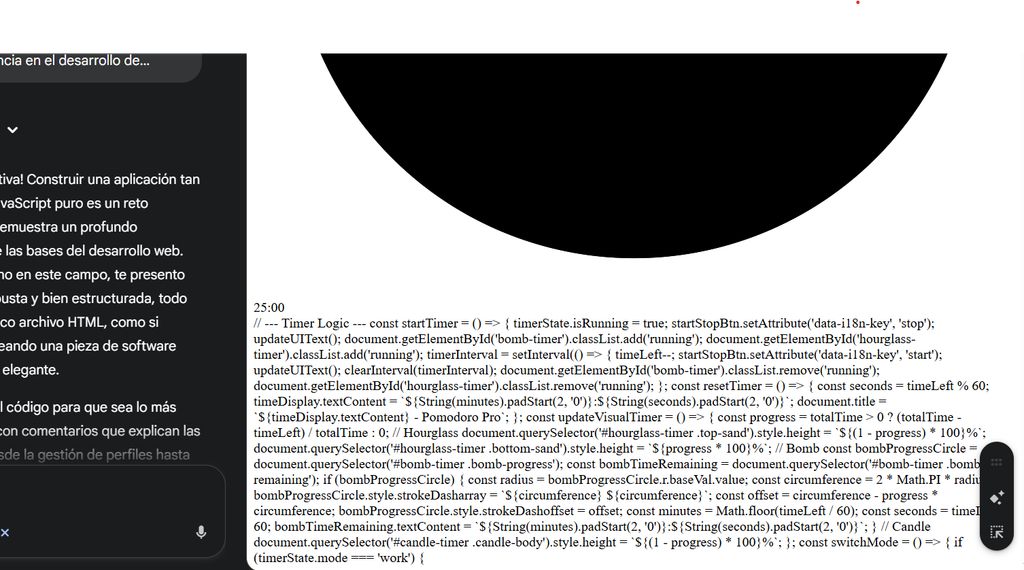 ncia en el desarrollo de...
tiva! Construir una aplicación tan
vaScript puro es un reto
emuestra un profundo
e las bases del desarrollo web.
no en este campo, te presento
usta y bien estructurada, todo
co archivo HTML, como si
eando una pieza de software
elegante.
l código para que sea lo más
con comentarios que explican las
sde la gestión de perfiles hasta
25:00
// --- Timer Logic --- const startTimer = () => { timerState.isRunning = true; startStopBtn.setAttribute('data-i18n-key', 'stop');
updateUIText(); document.getElementById('bomb-timer').classList.add('running'); document.getElementById('hourglass-
timer').classList.add('running'); timerInterval = setInterval(() => { timeLeft--; startStopBtn.setAttribute('data-i18n-key', 'start');
updateUIText(); clearInterval(timerInterval); document.getElementById('bomb-timer').classList.remove('running');
document.getElementById('hourglass-timer').classList.remove('running'); }; const resetTimer = () => { const seconds = timeLeft % 60;
timeDisplay.textContent = `${String(minutes).padStart(2, '0')}:${String(seconds).padStart(2, '0')}`; document.title =
`${timeDisplay.textContent} - Pomodoro Pro`; }; const updateVisualTimer = () => { const progress = totalTime > 0 ? (totalTime -
timeLeft) / totalTime : 0; // Hourglass document.querySelector('#hourglass-timer .top-sand').style.height = `${(1 - progress) * 100}%`;
document.querySelector('#hourglass-timer .bottom-sand').style.height = `${progress * 100}%`; // Bomb const bombProgressCircle =
document.querySelector('#bomb-timer .bomb-progress'); const bombTimeRemaining = document.querySelector('#bomb-timer .bomb
remaining'); if (bombProgressCircle) { const radius = bombProgressCircle.r.baseVal.value; const circumference = 2 * Math.PI * radiu
bombProgressCircle.style.strokeDasharray = `${circumference} ${circumference}`; const offset = circumference - progress *
circumference; bombProgressCircle.style.strokeDashoffset = offset; const minutes = Math.floor(timeLeft / 60); const seconds = timeL
60; bombTimeRemaining.textContent = `${String(minutes).padStart(2, '0')}:${String(seconds).padStart(2, '0')}`; } // Candle
document.querySelector('#candle-timer .candle-body').style.height = `${(1 - progress) * 100}%`; }; const switchMode = () => { if
(timerState.mode === 'work') {